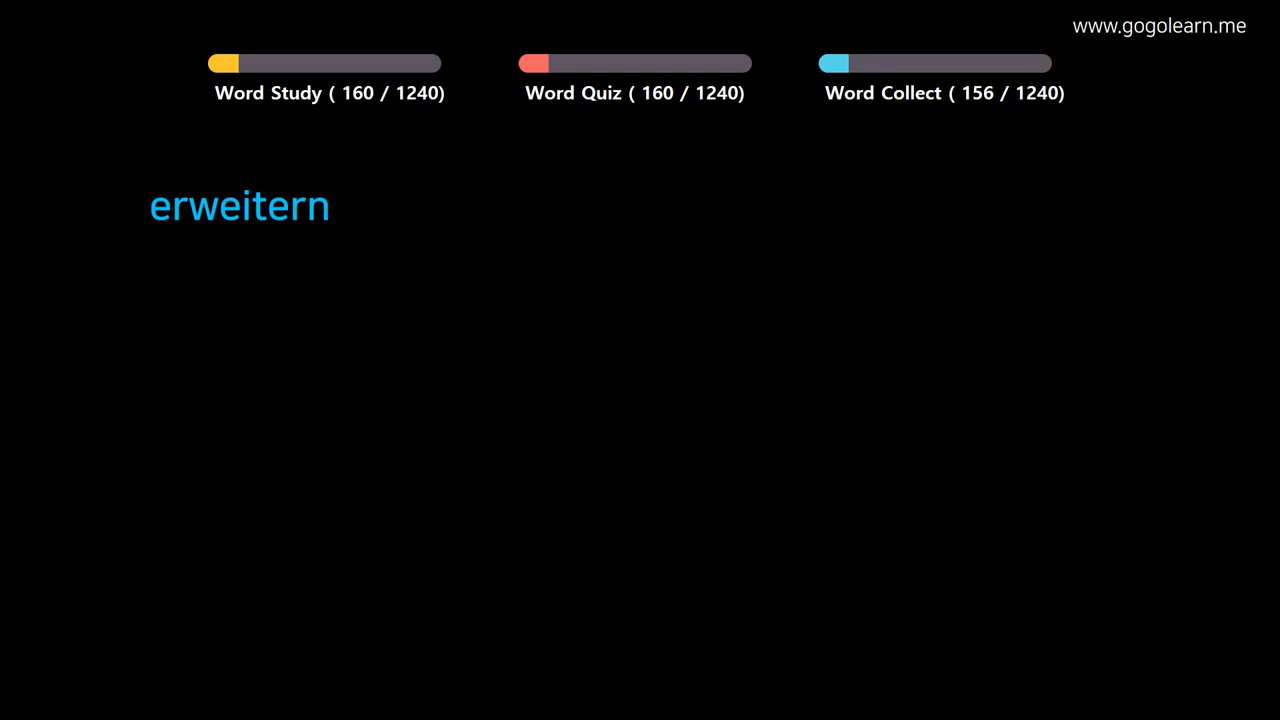 www.gogolearn.me
Word Study ( 160 / 1240)
Word Quiz ( 160 / 1240)
Word Collect ( 156 / 1240)
erweitern